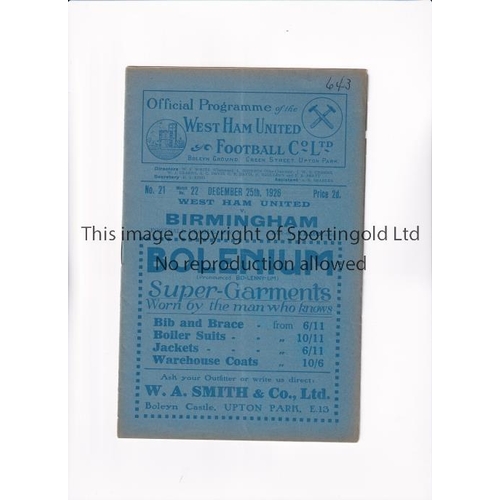 643
Official Programme of the
WEST HAM UNITED
FOOTBALL CO LTD
BOLEYN GROUND GREEN STREET UPTON PARK.
No. 21 22 DECEMBER 25th, 1926 Price 2d.
WEST HAM UNITED
v.
BIRMINGHAM
This image copyright of Sportingold Ltd
BOLENIUM
No reproduction allowed
Super-Garments
Worn by the man who knows
Bib and Brace - from 6/11
Boiler Suits - „ 10/11
Jackets - - „ 6/11
Warehouse Coats „ 10/6
Ask your Outfitter or write us direct:
W. A. SMITH & Co., Ltd.
Boleyn Castle, UPTON PARK, E.13